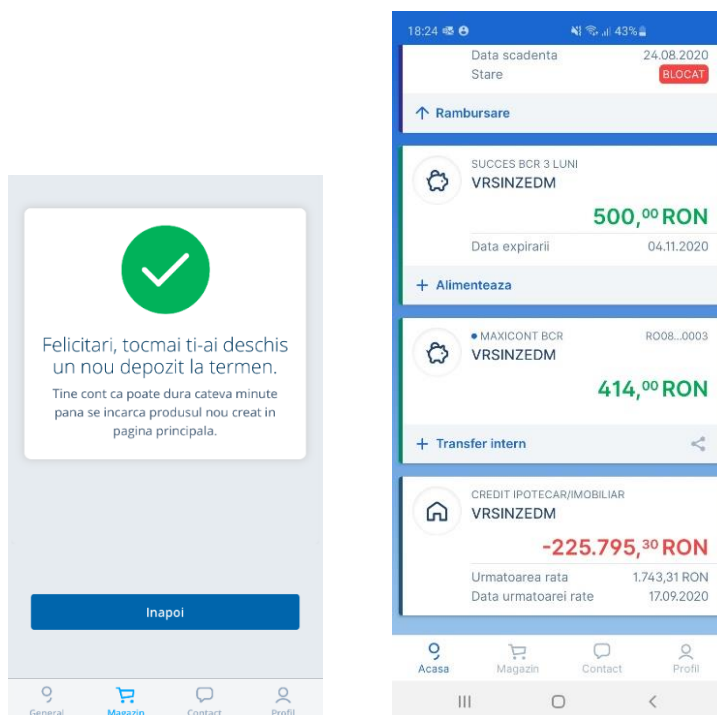 Felicitari, tocmai ti-ai deschis
un nou depozit la termen.
Tine cont ca poate dura cateva minute
pana se incarca produsul nou creat in
pagina principala.
Inapoi
General Magazin Contact Profil
18:24 43%
Data scadenta 24.08.2020
Stare BLOCAT
Rambursare
SUCCES BCR 3 LUNI
VRSINZEDM
500,00 RON
Data expirarii 04.11.2020
+ Alimenteaza
MAXICONT BCR RO08...0003
VRSINZEDM
414,00 RON
+ Transfer intern
CREDIT IPOTECAR/IMOBILIAR
VRSINZEDM
-225.795,30 RON
Urmatoarea rata 1.743,31 RON
Data urmatoarei rate 17.09.2020
Acasa Magazin Contact Profil